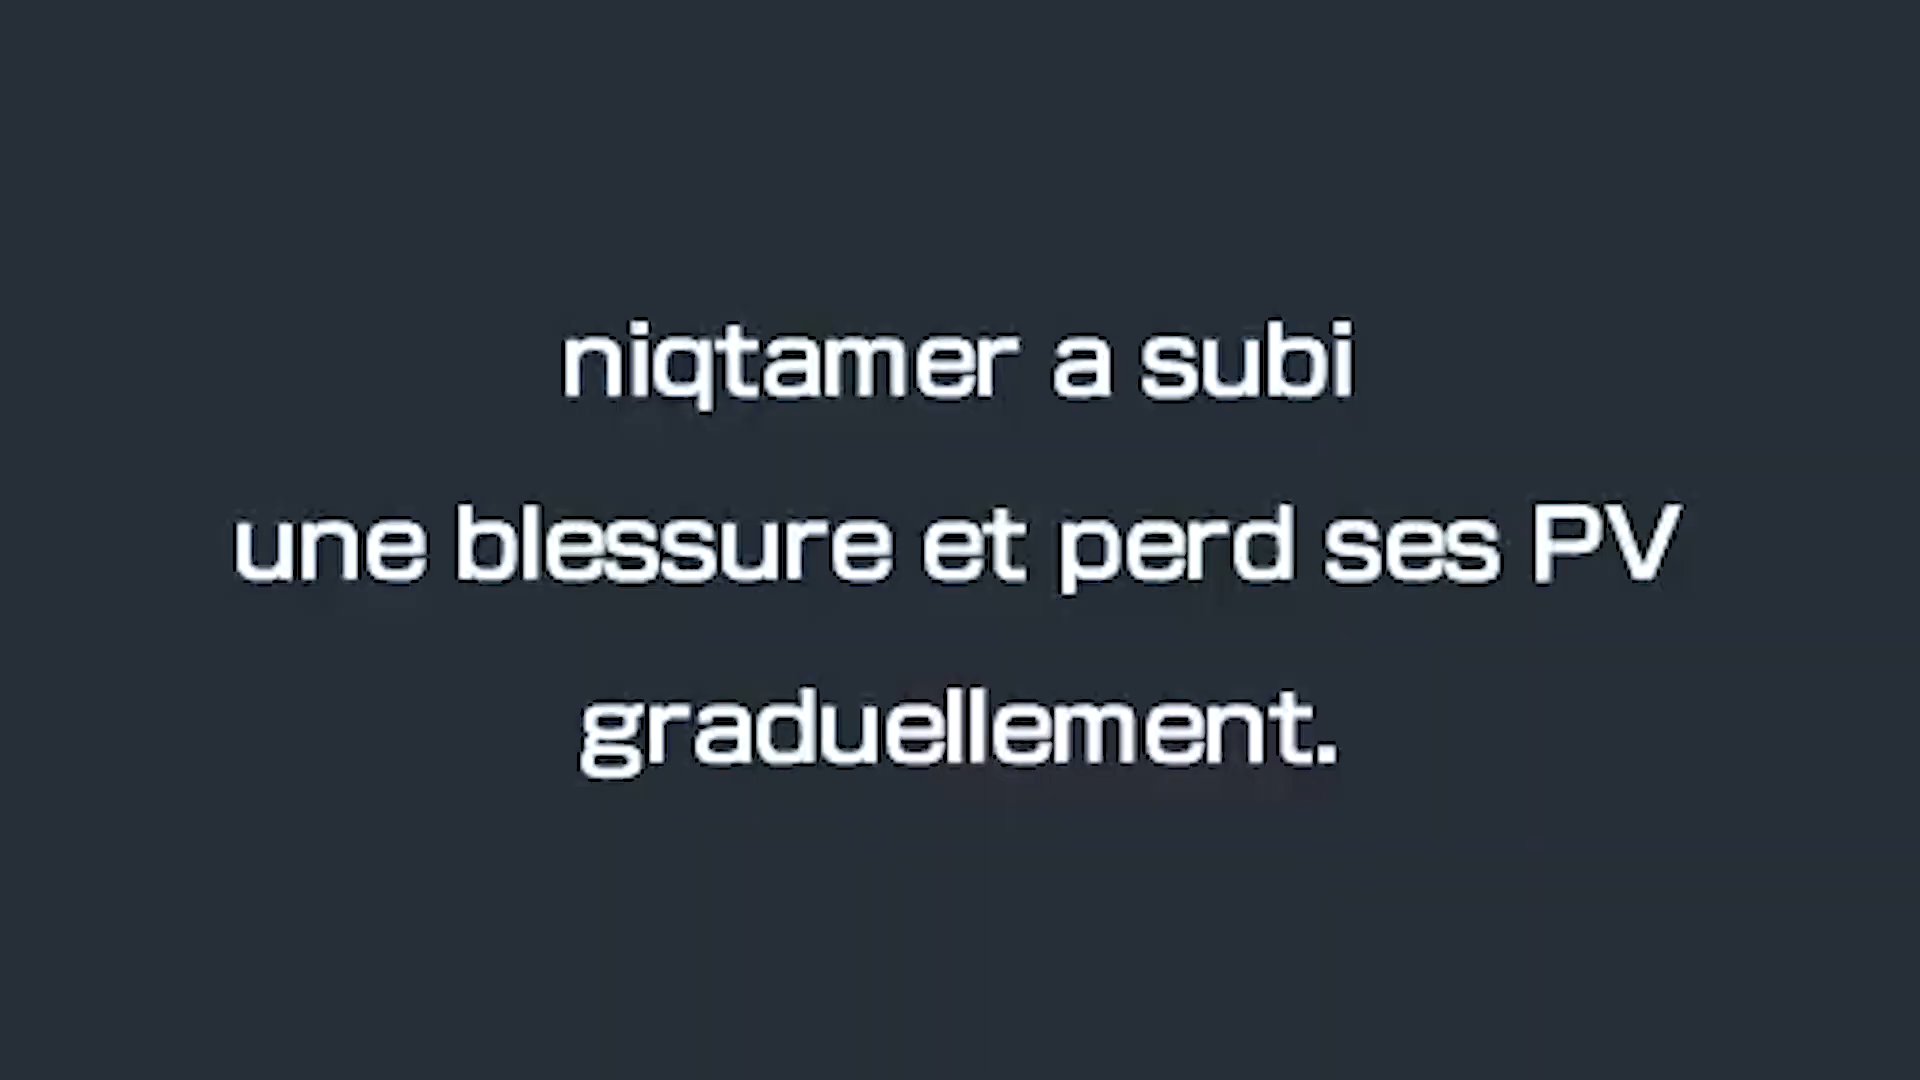 niqtamer a subi
une blessure et perd ses PV
graduellement.